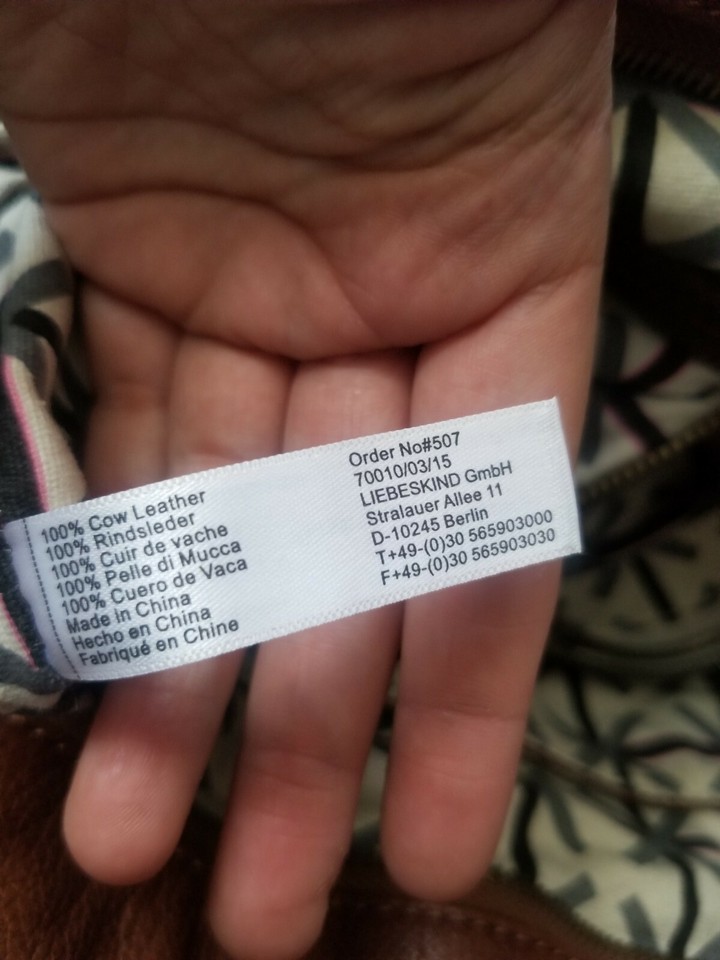 100% Cow Leather
100% Rindsleder
100% Cuir de vache
100% Pelle di Mucca
100% Cuero de Vaca
Made in China
Hecho en China
Fabriqué en Chine
Order No#507
70010/03/15
LIEBESKIND GmbH
Stralauer Allee 11
D-10245 Berlin
T+49-(0)30 565903000
F+49-(0)30 565903030